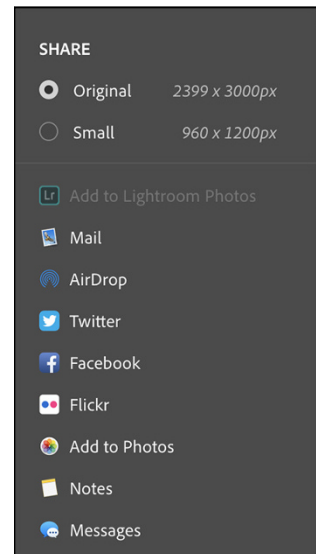 SHARE
Original 2399 x 3000px
Small 960 x 1200px
Lr Add to Lightroom Photos
Mail
AirDrop
Twitter
Facebook
Flickr
Add to Photos
Notes
Messages